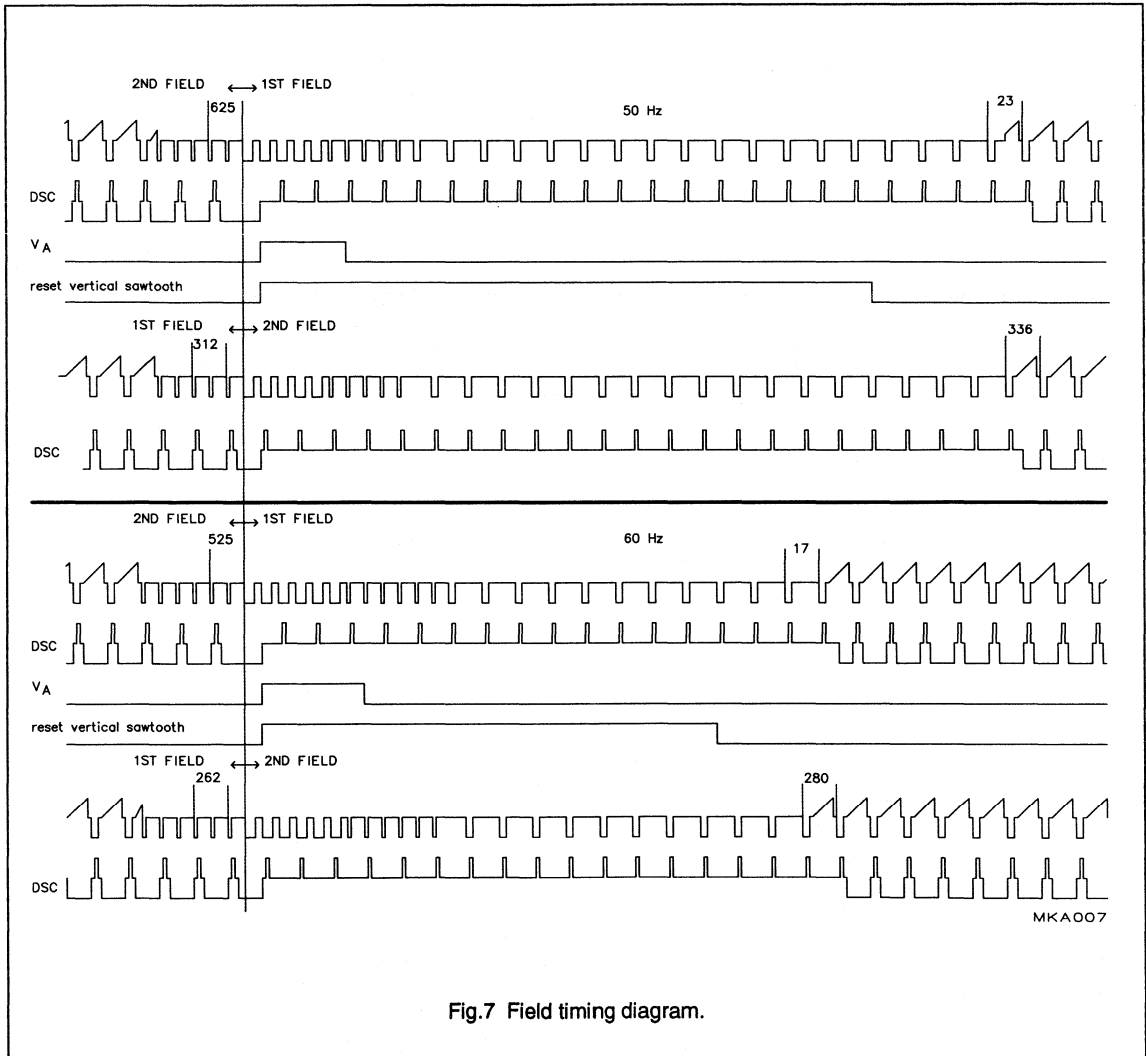 2ND FIELD ↔ 1ST FIELD
625
50 Hz
23
DSC
VA
reset vertical sawtooth
1ST FIELD ↔ 2ND FIELD
312
336
DSC
2ND FIELD ↔ 1ST FIELD
525
60 Hz
17
DSC
VA
reset vertical sawtooth
1ST FIELD ↔ 2ND FIELD
262
280
DSC
MKA007
Fig.7 Field timing diagram.